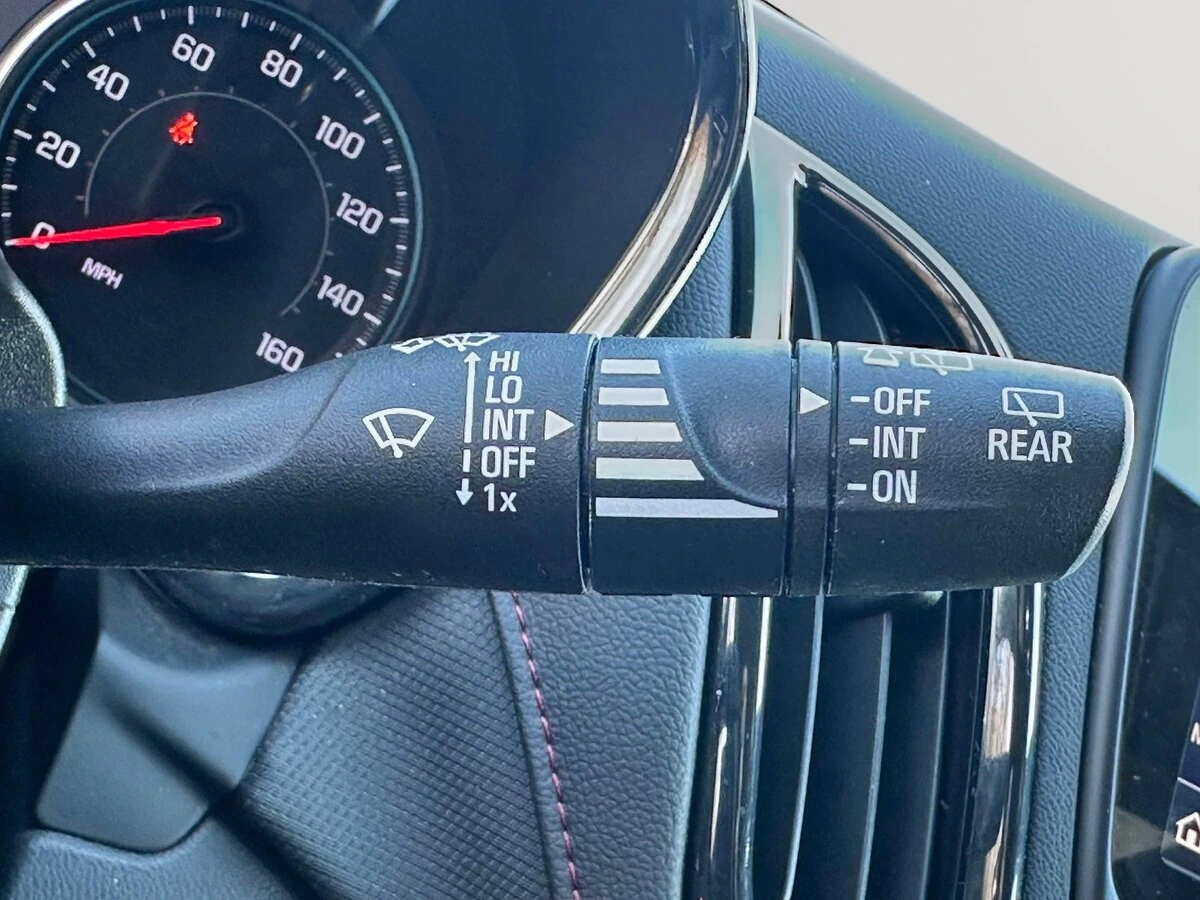 0
20
40
60
80
100
120
140
160
MPH
HI
LO
INT
OFF
1x
-OFF
-INT
-ON
REAR